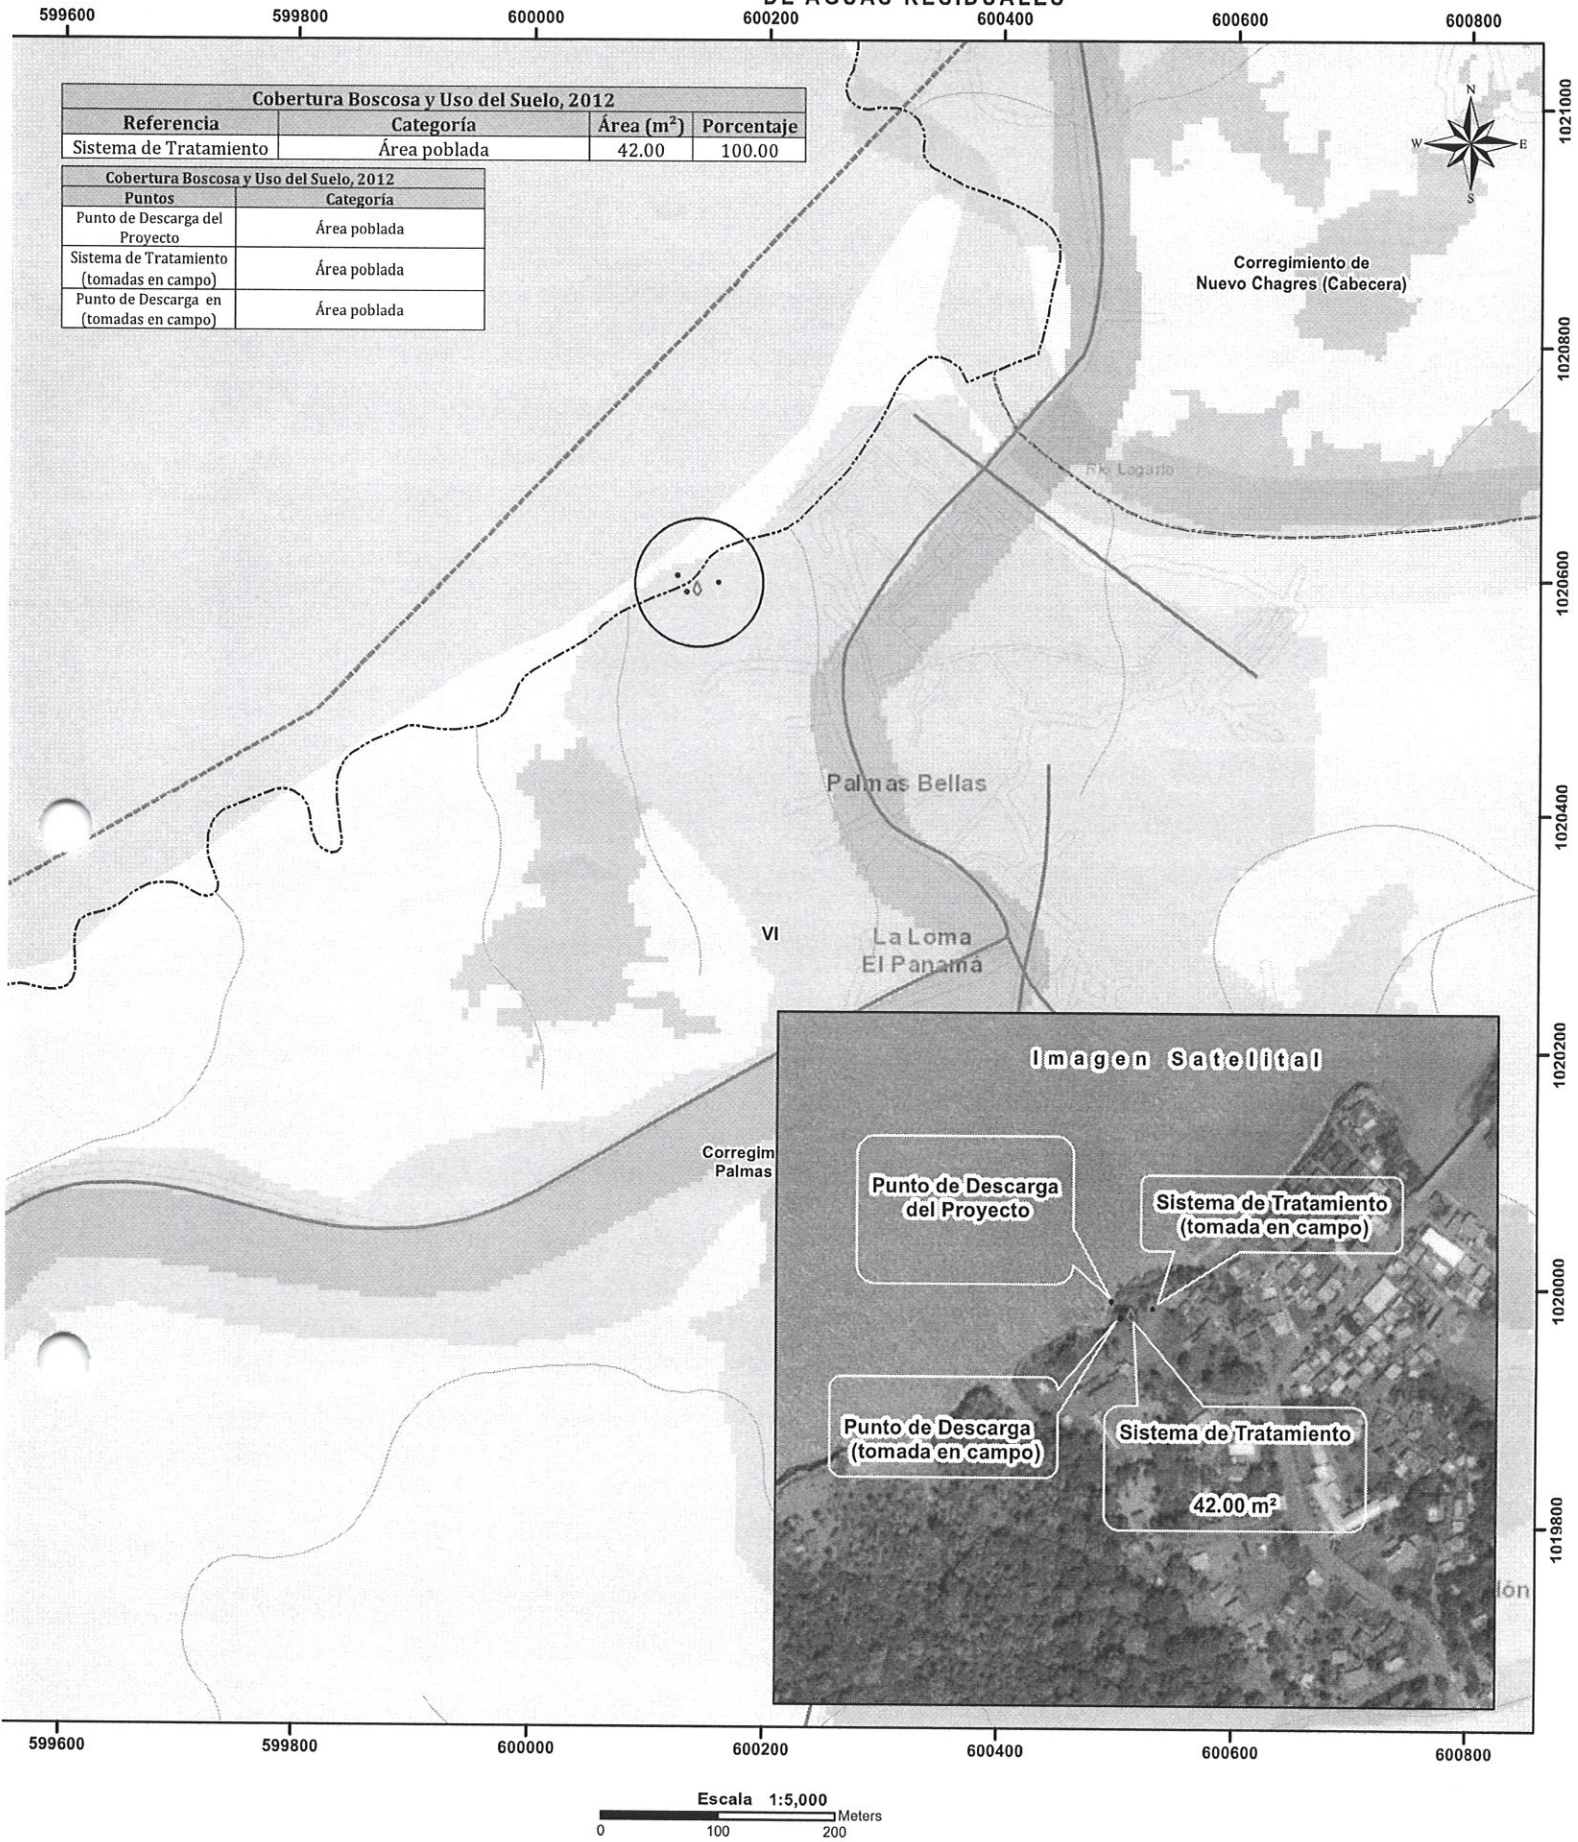 DE AGUAS RESIDUALES
599600 599800 600000 600200 600400 600600 600800
Cobertura Boscosa y Uso del Suelo, 2012
Referencia Categoría Área (m²) Porcentaje
Sistema de Tratamiento Área poblada 42.00 100.00
Cobertura Boscosa y Uso del Suelo, 2012
Puntos Categoría
Punto de Descarga del
Proyecto
Área poblada
Sistema de Tratamiento
(tomadas en campo)
Área poblada
Punto de Descarga en
(tomadas en campo)
Área poblada
N
W E
S
1021000
Corregimiento de
Nuevo Chagres (Cabecera)
1020800
Río Lagarto
1020600
Palmas Bellas
1020400
VI
La Loma
El Panamá
1020200
Imagen Satelital
Corregim
Palmas
Punto de Descarga
del Proyecto
Sistema de Tratamiento
(tomada en campo)
1020000
Punto de Descarga
(tomada en campo)
Sistema de Tratamiento
42.00 m²
1019800
lón
599600 599800 600000 600200 600400 600600 600800
Escala 1:5,000
Meters
0 100 200